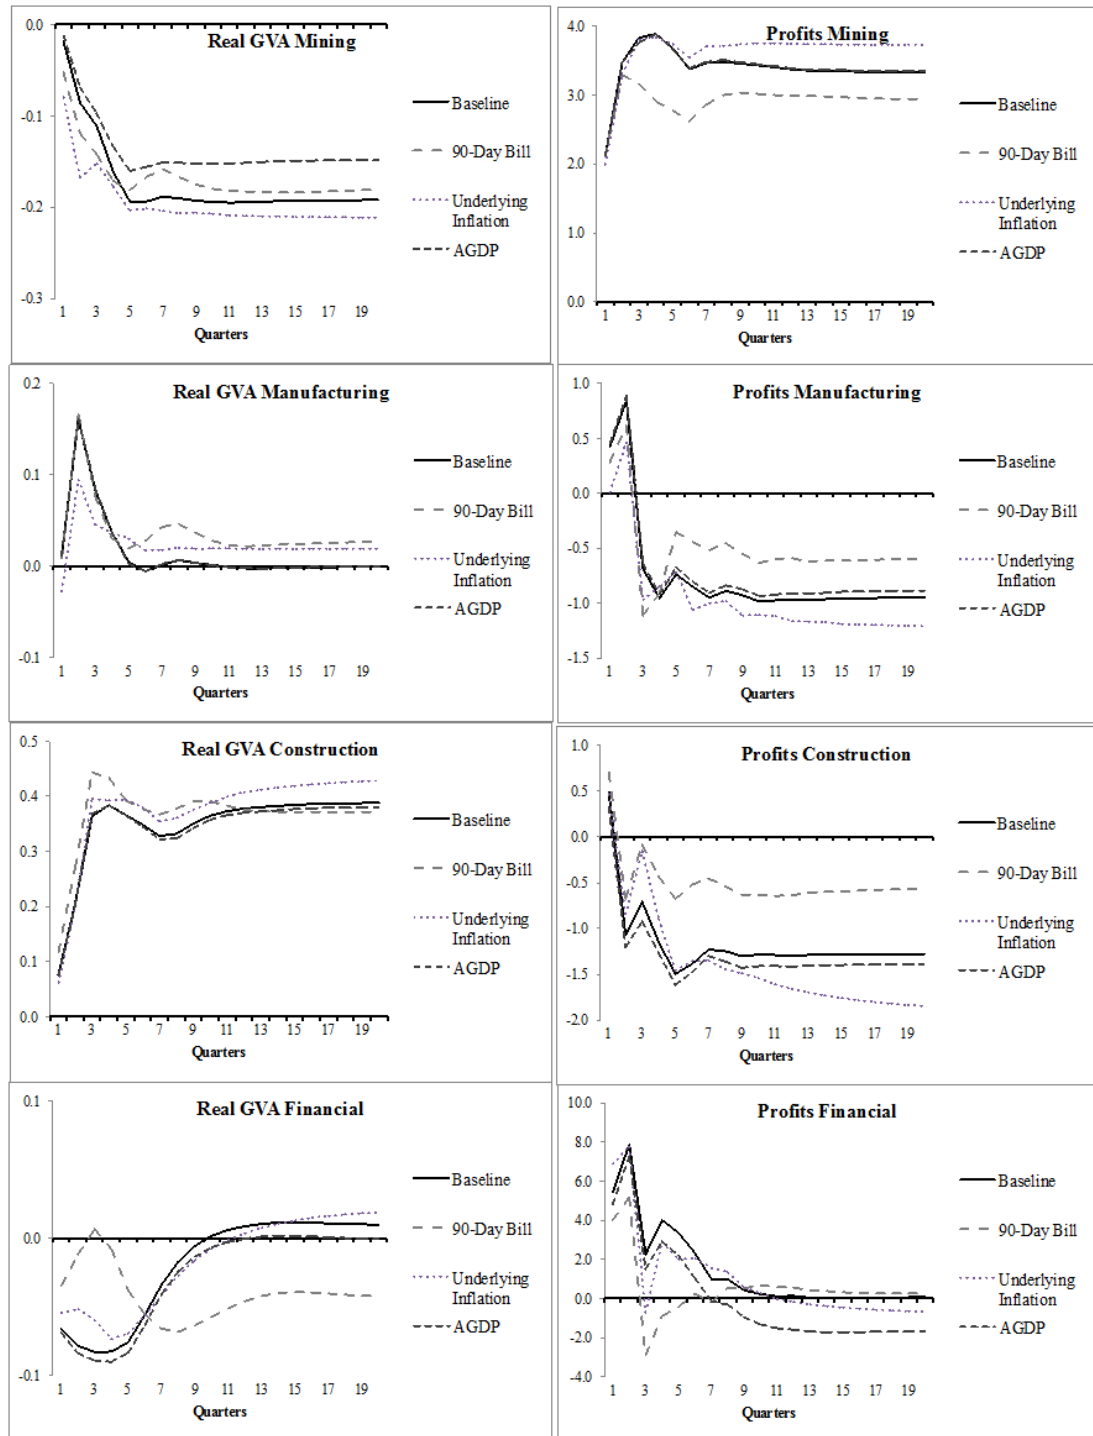 Real GVA Mining
0.0
-0.1
-0.2
-0.3
1 3 5 7 9 11 13 15 17 19
Quarters
Baseline
90-Day Bill
Underlying
Inflation
AGDP
Profits Mining
4.0
3.0
2.0
1.0
0.0
1 3 5 7 9 11 13 15 17 19
Quarters
Baseline
90-Day Bill
Underlying
Inflation
AGDP
Real GVA Manufacturing
0.2
0.1
0.0
-0.1
1 3 5 7 9 11 13 15 17 19
Quarters
Baseline
90-Day Bill
Underlying
Inflation
AGDP
Profits Manufacturing
1.0
0.5
0.0
-0.5
-1.0
-1.5
1 3 5 7 9 11 13 15 17 19
Quarters
Baseline
90-Day Bill
Underlying
Inflation
AGDP
Real GVA Construction
0.5
0.4
0.3
0.2
0.1
0.0
1 3 5 7 9 11 13 15 17 19
Quarters
Baseline
90-Day Bill
Underlying
Inflation
AGDP
Profits Construction
1.0
0.5
0.0
-0.5
-1.0
-1.5
-2.0
1 3 5 7 9 11 13 15 17 19
Quarters
Baseline
90-Day Bill
Underlying
Inflation
AGDP
Real GVA Financial
0.1
0.0
-0.1
1 3 5 7 9 11 13 15 17 19
Quarters
Baseline
90-Day Bill
Underlying
Inflation
AGDP
Profits Financial
10.0
8.0
6.0
4.0
2.0
0.0
-2.0
-4.0
1 3 5 7 9 11 13 15 17 19
Quarters
Baseline
90-Day Bill
Underlying
Inflation
AGDP